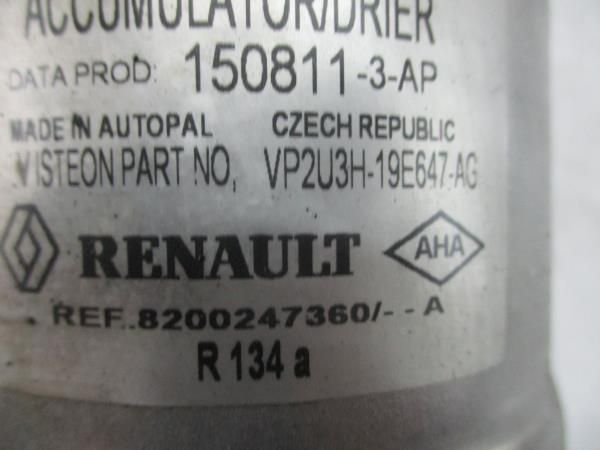 ACCUMULATOR/DRIER
DATA PROD: 150811-3-AP
MADE IN AUTOPAL CZECH REPUBLIC
VISTEON PART NO, VP2U3H-19E647-AG
RENAULT AHA
REF..8200247360/--A
R 134 a